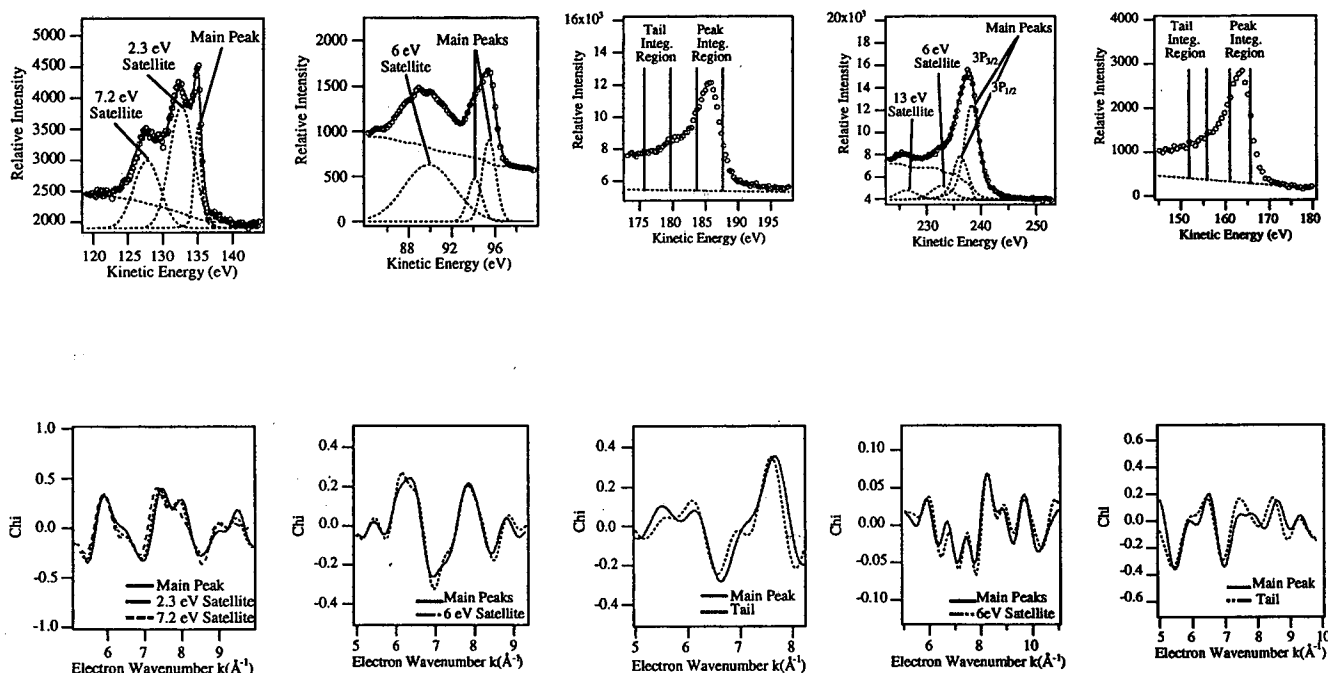 5000
4500
4000
3500
3000
2500
2000
Relative Intensity
2.3 eV
Satellite
Main Peak
7.2 eV
Satellite
120 125 130 135 140
Kinetic Energy (eV)
2000
1500
1000
500
0
Relative Intensity
6 eV
Satellite
Main Peaks
88 92 96
Kinetic Energy (eV)
16x10³
14
12
10
8
6
Relative Intensity
Tail
Integ.
Region
Peak
Integ.
Region
175 180 185 190 195
Kinetic Energy (eV)
20x10³
16
12
8
4
Relative Intensity
Main Peaks
6 eV
Satellite
3P3/2
3P1/2
13 eV
Satellite
230 240 250
Kinetic Energy (eV)
4000
3000
2000
1000
0
Relative Intensity
Tail
Integ.
Region
Peak
Integ.
Region
150 160 170 180
Kinetic Energy (eV)
1.0
0.5
0.0
-0.5
-1.0
Chi
Main Peak
2.3 eV Satellite
7.2 eV Satellite
6 7 8 9
Electron Wavenumber k(Å⁻¹)
0.4
0.2
0.0
-0.2
-0.4
Chi
Main Peaks
6 eV Satellite
5 6 7 8 9
Electron Wavenumber k(Å⁻¹)
0.4
0.2
0.0
-0.2
-0.4
Chi
Main Peak
Tail
5 6 7 8
Electron Wavenumber k(Å⁻¹)
0.10
0.05
0.00
-0.05
-0.10
Chi
Main Peaks
6eV Satellite
6 7 8 9 10
Electron Wavenumber k(Å⁻¹)
0.6
0.4
0.2
0.0
-0.2
-0.4
-0.6
Chi
Main Peak
Tail
5 6 7 8 9 10
Electron Wavenumber k(Å⁻¹)